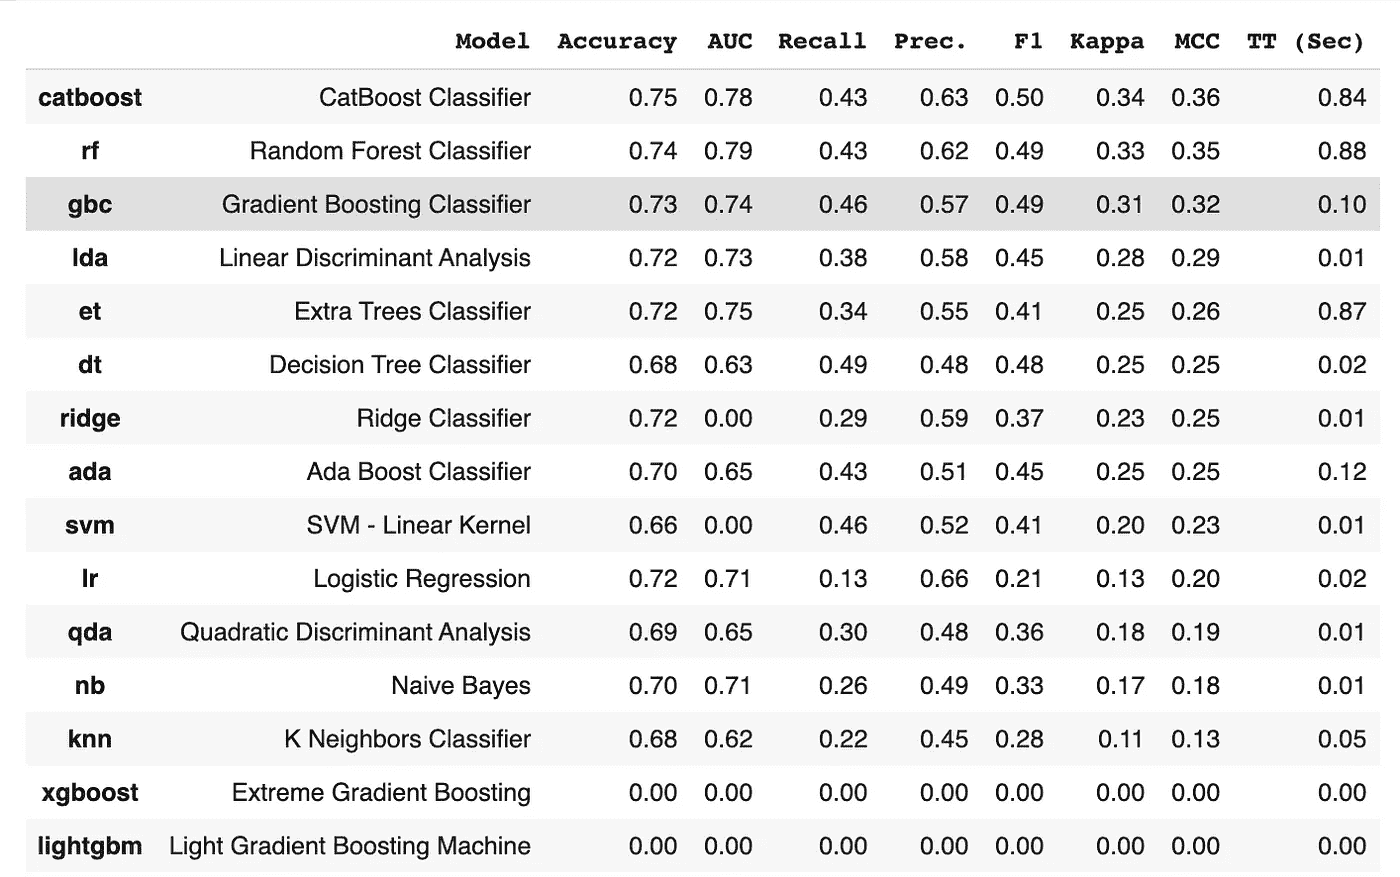 Model Accuracy AUC Recall Prec. F1 Kappa MCC TT (Sec)
catboost CatBoost Classifier 0.75 0.78 0.43 0.63 0.50 0.34 0.36 0.84
rf Random Forest Classifier 0.74 0.79 0.43 0.62 0.49 0.33 0.35 0.88
gbc Gradient Boosting Classifier 0.73 0.74 0.46 0.57 0.49 0.31 0.32 0.10
lda Linear Discriminant Analysis 0.72 0.73 0.38 0.58 0.45 0.28 0.29 0.01
et Extra Trees Classifier 0.72 0.75 0.34 0.55 0.41 0.25 0.26 0.87
dt Decision Tree Classifier 0.68 0.63 0.49 0.48 0.48 0.25 0.25 0.02
ridge Ridge Classifier 0.72 0.00 0.29 0.59 0.37 0.23 0.25 0.01
ada Ada Boost Classifier 0.70 0.65 0.43 0.51 0.45 0.25 0.25 0.12
svm SVM - Linear Kernel 0.66 0.00 0.46 0.52 0.41 0.20 0.23 0.01
lr Logistic Regression 0.72 0.71 0.13 0.66 0.21 0.13 0.20 0.02
qda Quadratic Discriminant Analysis 0.69 0.65 0.30 0.48 0.36 0.18 0.19 0.01
nb Naive Bayes 0.70 0.71 0.26 0.49 0.33 0.17 0.18 0.01
knn K Neighbors Classifier 0.68 0.62 0.22 0.45 0.28 0.11 0.13 0.05
xgboost Extreme Gradient Boosting 0.00 0.00 0.00 0.00 0.00 0.00 0.00 0.00
lightgbm Light Gradient Boosting Machine 0.00 0.00 0.00 0.00 0.00 0.00 0.00 0.00